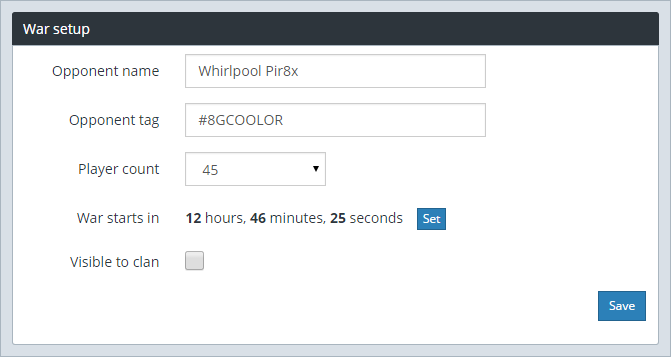 War setup
Opponent name Whirlpool Pir8x
Opponent tag #8GCOOLOR
Player count 45
War starts in 12 hours, 46 minutes, 25 seconds Set
Visible to clan
Save